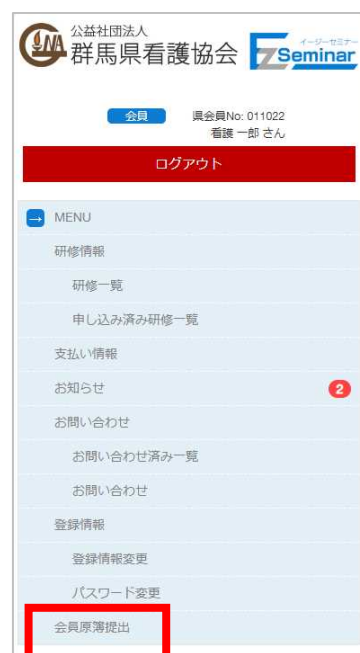 公益社団法人
群馬県看護協会
イージーセミナー
EZ Seminar
会員 県会員No: 011022
看護 一郎 さん
ログアウト
→ MENU
研修情報
研修一覧
申し込み済み研修一覧
支払い情報
お知らせ 2
お問い合わせ
お問い合わせ済み一覧
お問い合わせ
登録情報
登録情報変更
パスワード変更
会員原簿提出